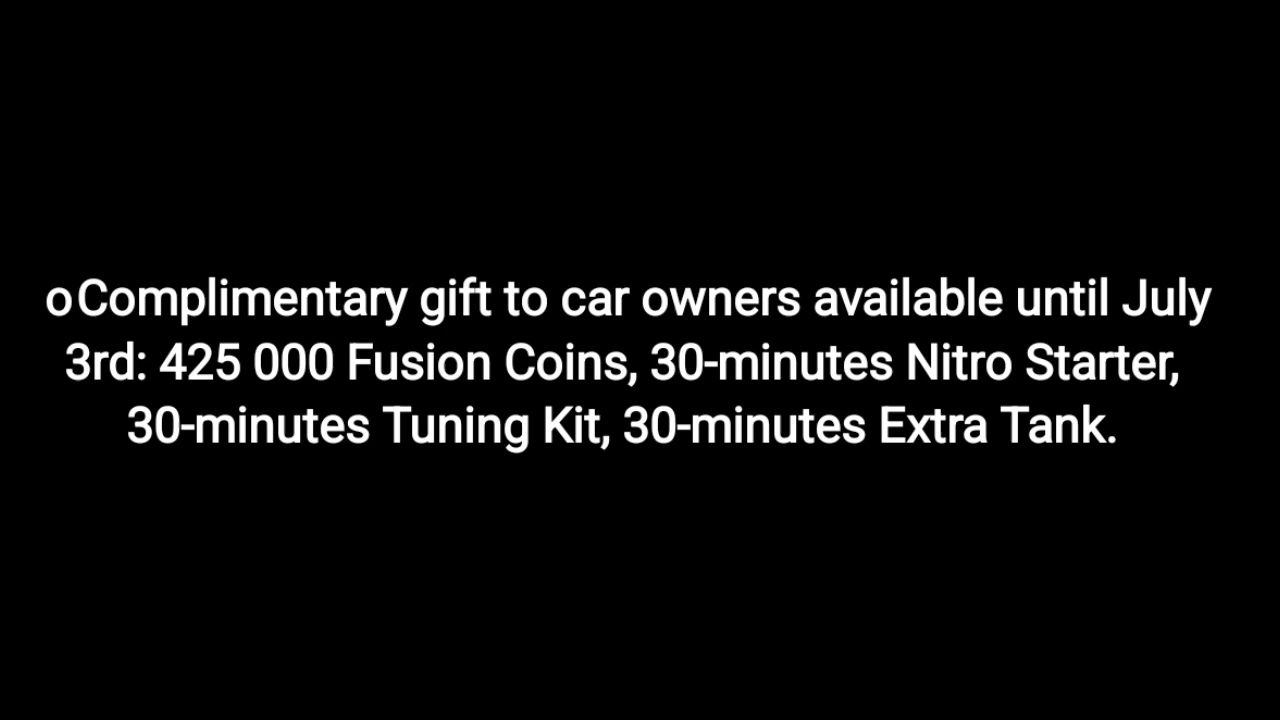 oComplimentary gift to car owners available until July
3rd: 425 000 Fusion Coins, 30-minutes Nitro Starter,
30-minutes Tuning Kit, 30-minutes Extra Tank.